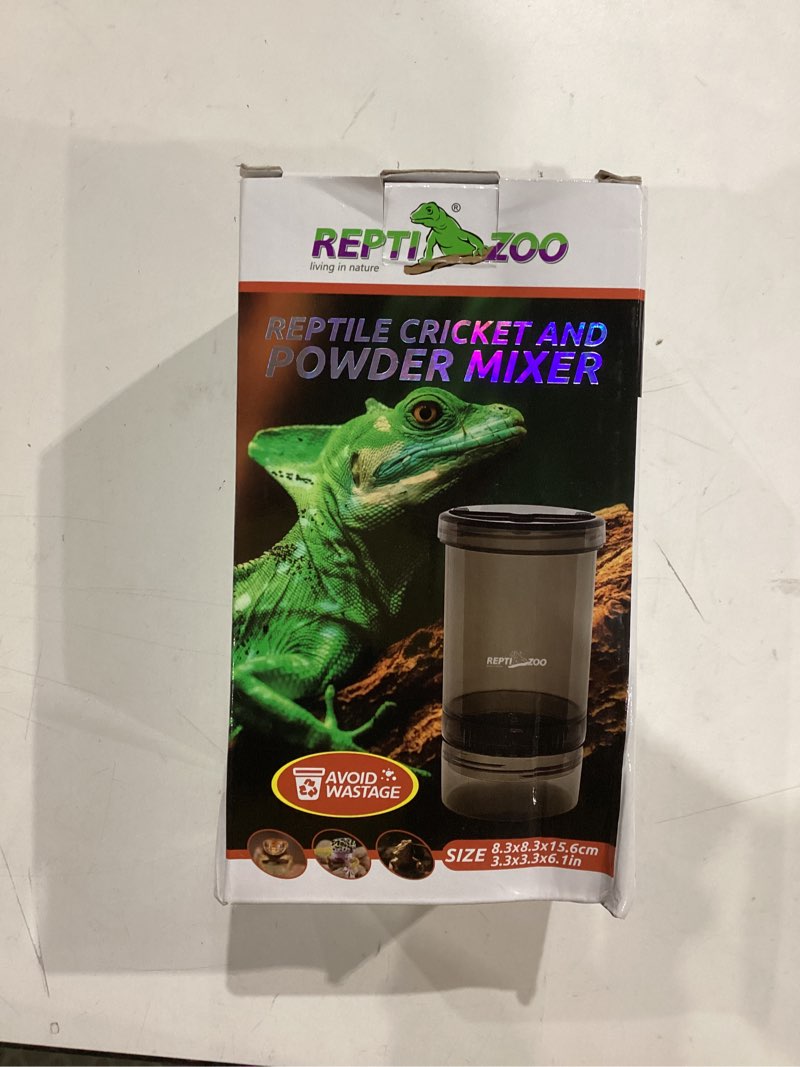 REPTI ZOO
®
living in nature
REPTILE CRICKET AND
POWDER MIXER
REPTI ZOO
AVOID
WASTAGE
SIZE 8.3x8.3x15.6cm
3.3x3.3x6.1in